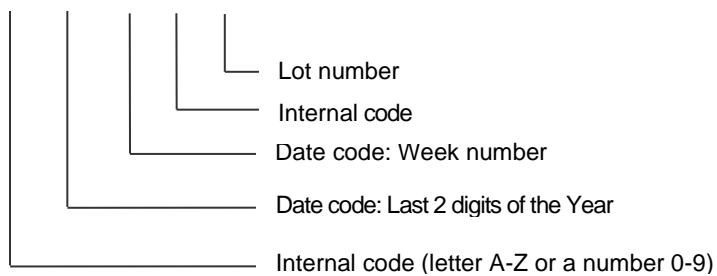 Lot number
Internal code
Date code: Week number
Date code: Last 2 digits of the Year
Internal code (letter A-Z or a number 0-9)